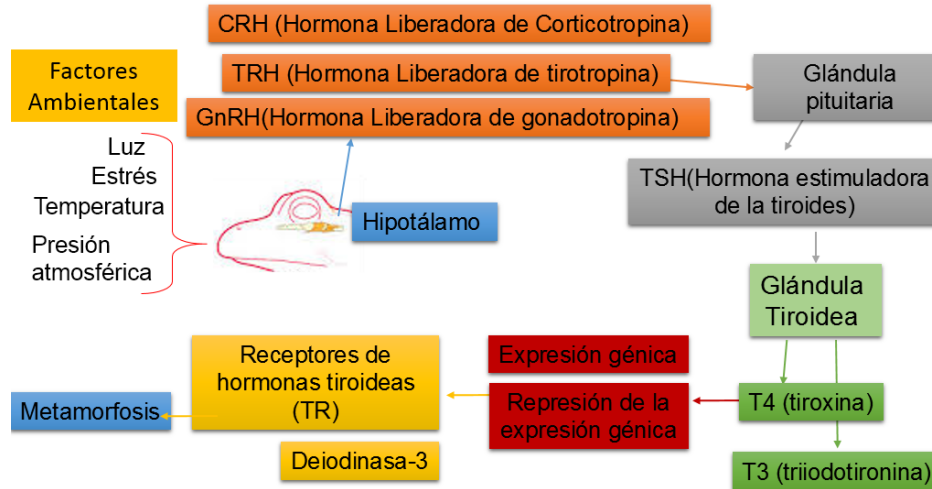 CRH (Hormona Liberadora de Corticotropina)
Factores
Ambientales
TRH (Hormona Liberadora de tirotropina)
Glándula
pituitaria
GnRH(Hormona Liberadora de gonadotropina)
Luz
Estrés
Temperatura
Presión
atmosférica
Hipotálamo
TSH(Hormona estimuladora
de la tiroides)
Glándula
Tiroidea
T4 (tiroxina)
T3 (triiodotironina)
Expresión génica
Represión de la
expresión génica
Receptores de
hormonas tiroideas
(TR)
Deiodinasa-3
Metamorfosis